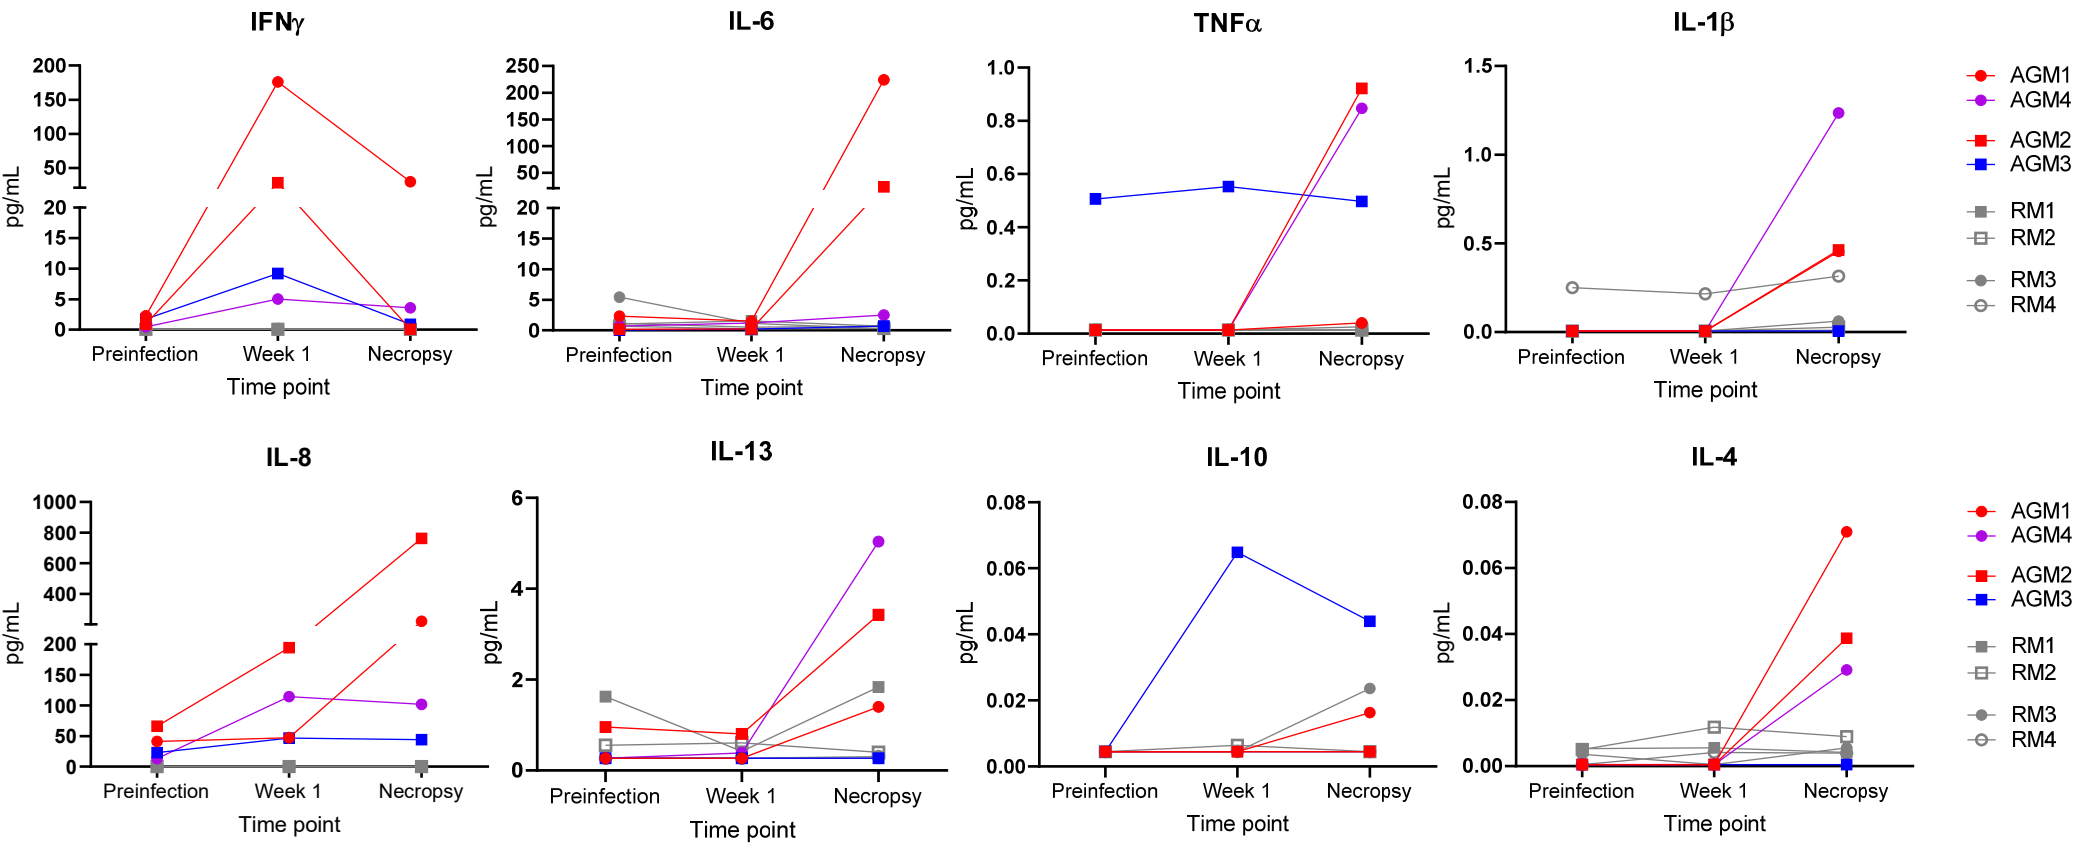 IFNγ
200
150
100
50
20
15
10
5
0
pg/mL
Preinfection Week 1 Necropsy
Time point
IL-6
250
200
150
100
50
20
15
10
5
0
pg/mL
Preinfection Week 1 Necropsy
Time point
TNFα
1.0
0.8
0.6
0.4
0.2
0.0
pg/mL
Preinfection Week 1 Necropsy
Time point
IL-1β
1.5
1.0
0.5
0.0
pg/mL
Preinfection Week 1 Necropsy
Time point
AGM1
AGM4
AGM2
AGM3
RM1
RM2
RM3
RM4
IL-8
1000
800
600
400
200
150
100
50
0
pg/mL
Preinfection Week 1 Necropsy
Time point
IL-13
6
4
2
0
pg/mL
Preinfection Week 1 Necropsy
Time point
IL-10
0.08
0.06
0.04
0.02
0.00
pg/mL
Preinfection Week 1 Necropsy
Time point
IL-4
0.08
0.06
0.04
0.02
0.00
pg/mL
Preinfection Week 1 Necropsy
Time point
AGM1
AGM4
AGM2
AGM3
RM1
RM2
RM3
RM4